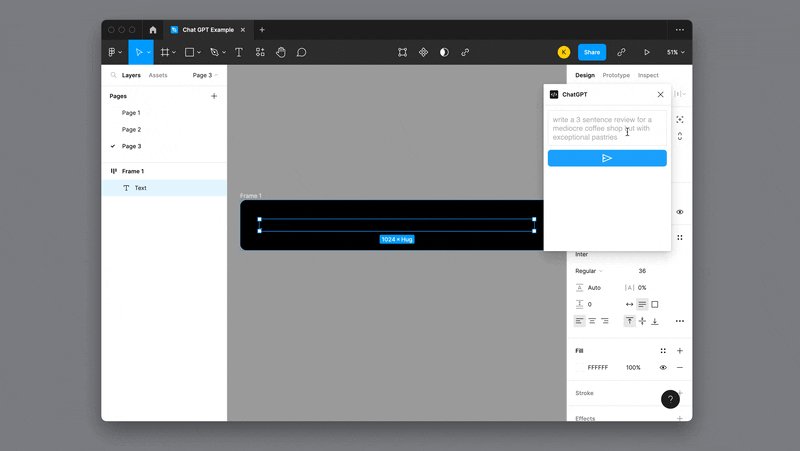 Chat GPT Example
K
Share
51%
Layers
Assets
Page 3
Pages
Page 1
Page 2
Page 3
Frame 1
Text
Frame 1
1024 × Hug
Design
Prototype
Inspect
ChatGPT
write a 3 sentence review for a
mediocre coffee shop but with
exceptional pastries
Inter
Regular
36
Auto
|A| 0%
0
Fill
FFFFFF
100%
Stroke
Effects
?